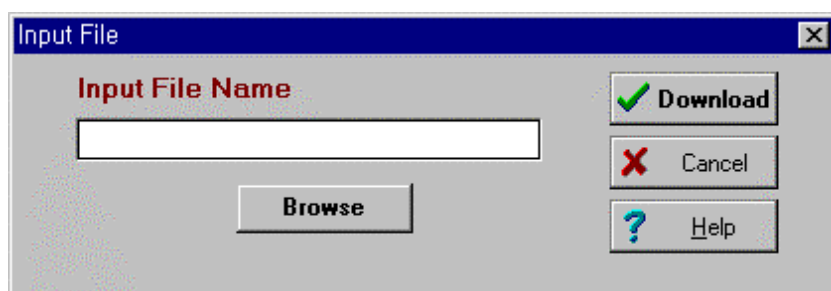 Input File
Input File Name
Download
Cancel
Browse
Help